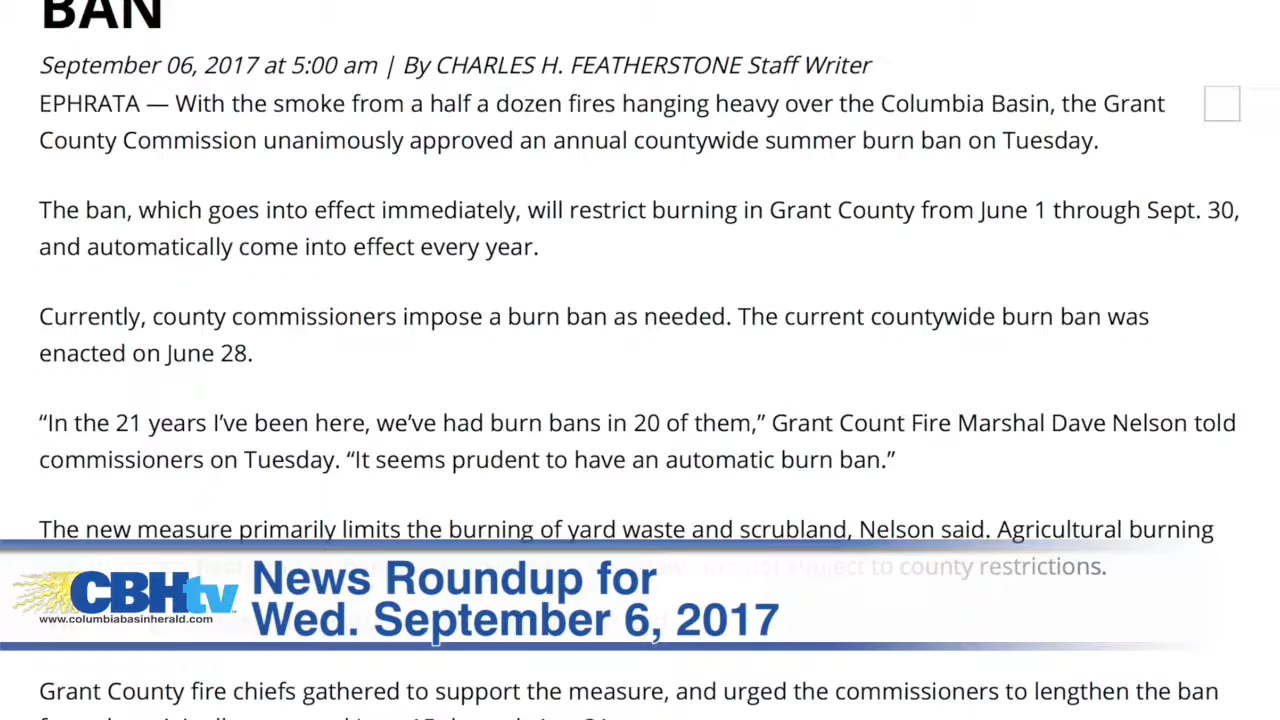 BAN
September 06, 2017 at 5:00 am | By CHARLES H. FEATHERSTONE Staff Writer
EPHRATA — With the smoke from a half a dozen fires hanging heavy over the Columbia Basin, the Grant
County Commission unanimously approved an annual countywide summer burn ban on Tuesday.
The ban, which goes into effect immediately, will restrict burning in Grant County from June 1 through Sept. 30,
and automatically come into effect every year.
Currently, county commissioners impose a burn ban as needed. The current countywide burn ban was
enacted on June 28.
“In the 21 years I’ve been here, we’ve had burn bans in 20 of them,” Grant Count Fire Marshal Dave Nelson told
commissioners on Tuesday. “It seems prudent to have an automatic burn ban.”
The new measure primarily limits the burning of yard waste and scrubland, Nelson said. Agricultural burning
not subject to county restrictions.
CBHtv
www.columbiabasinherald.com
News Roundup for
Wed. September 6, 2017
Grant County fire chiefs gathered to support the measure, and urged the commissioners to lengthen the ban